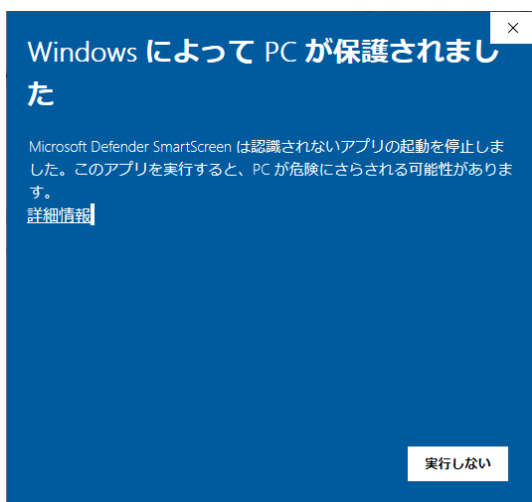 Windows によって PC が保護されまし
た
Microsoft Defender SmartScreen は認識されないアプリの起動を停止しま
した。このアプリを実行すると、PC が危険にさらされる可能性がありま
す。
詳細情報
実行しない